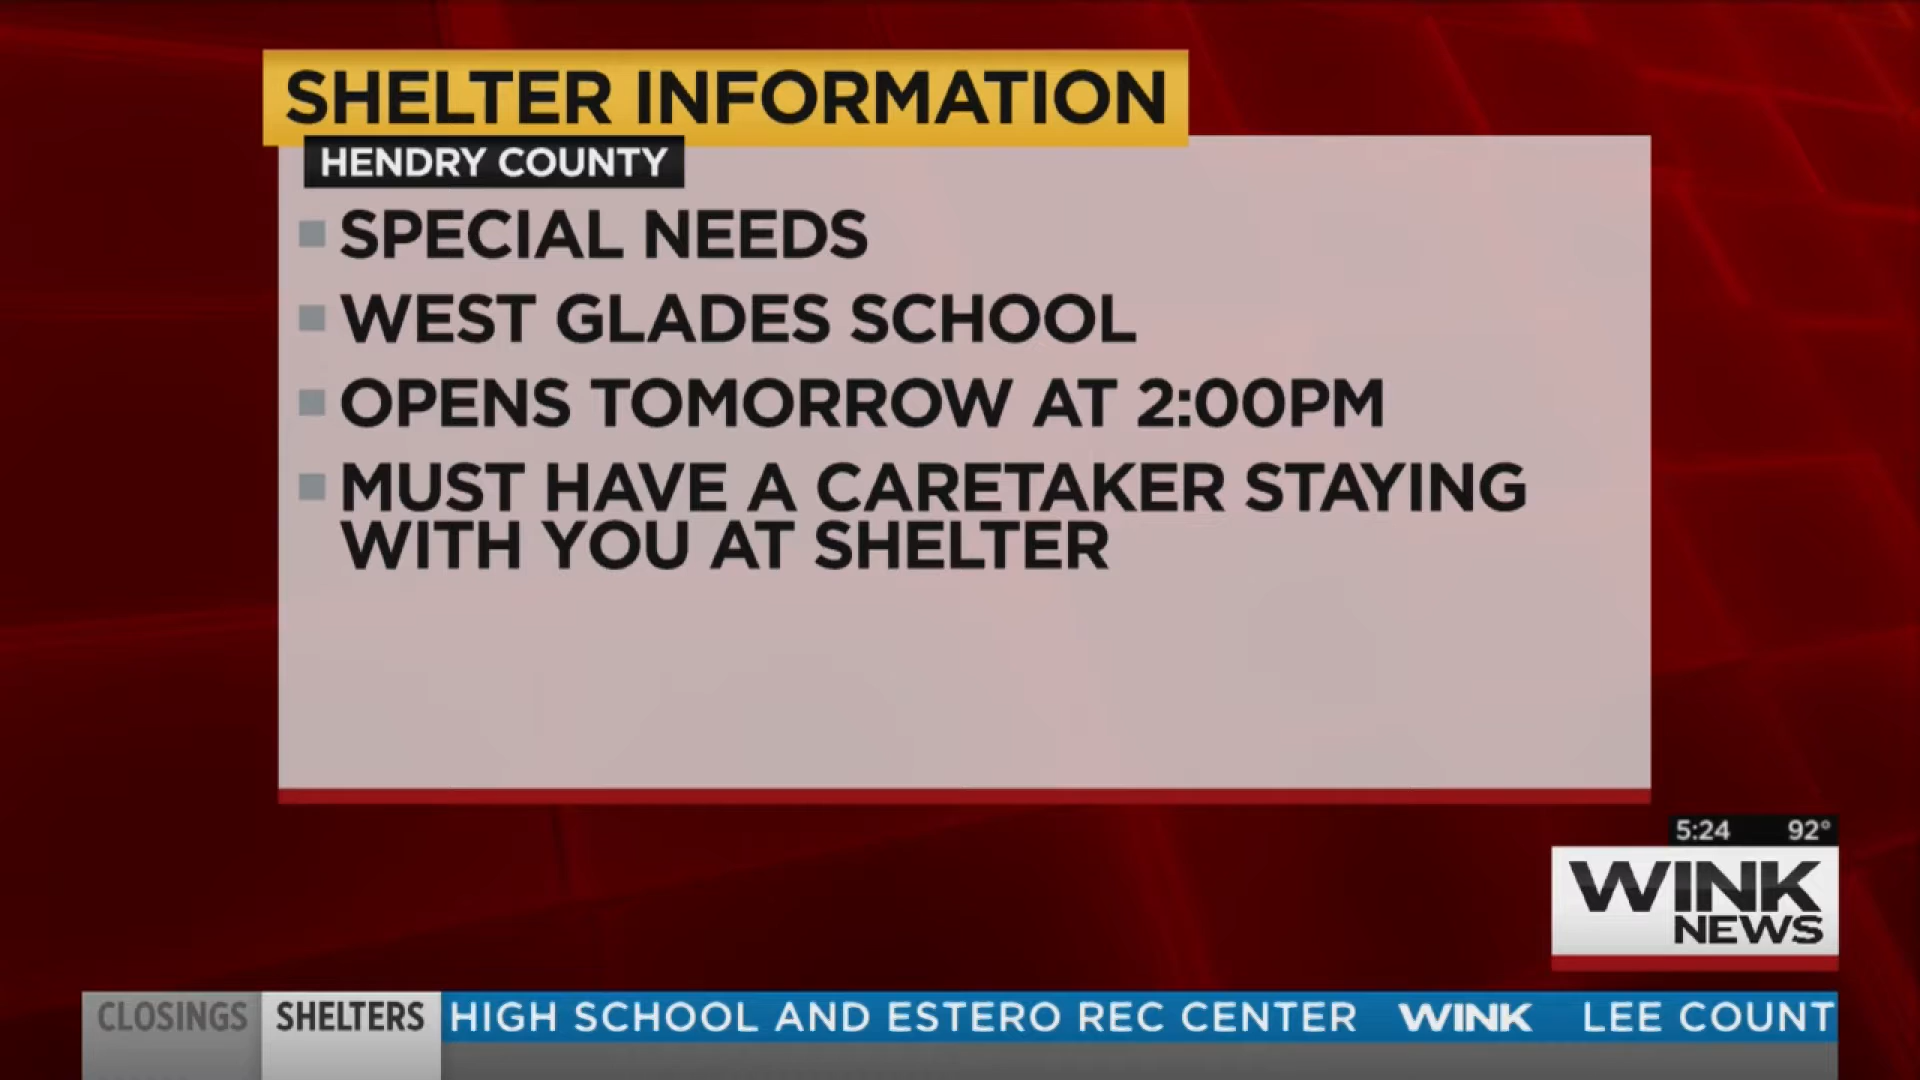 SHELTER INFORMATION
HENDRY COUNTY
SPECIAL NEEDS
WEST GLADES SCHOOL
OPENS TOMORROW AT 2:00PM
MUST HAVE A CARETAKER STAYING
WITH YOU AT SHELTER
5:24 92°
WINK
NEWS
CLOSINGS SHELTERS HIGH SCHOOL AND ESTERO REC CENTER WINK LEE COUNT